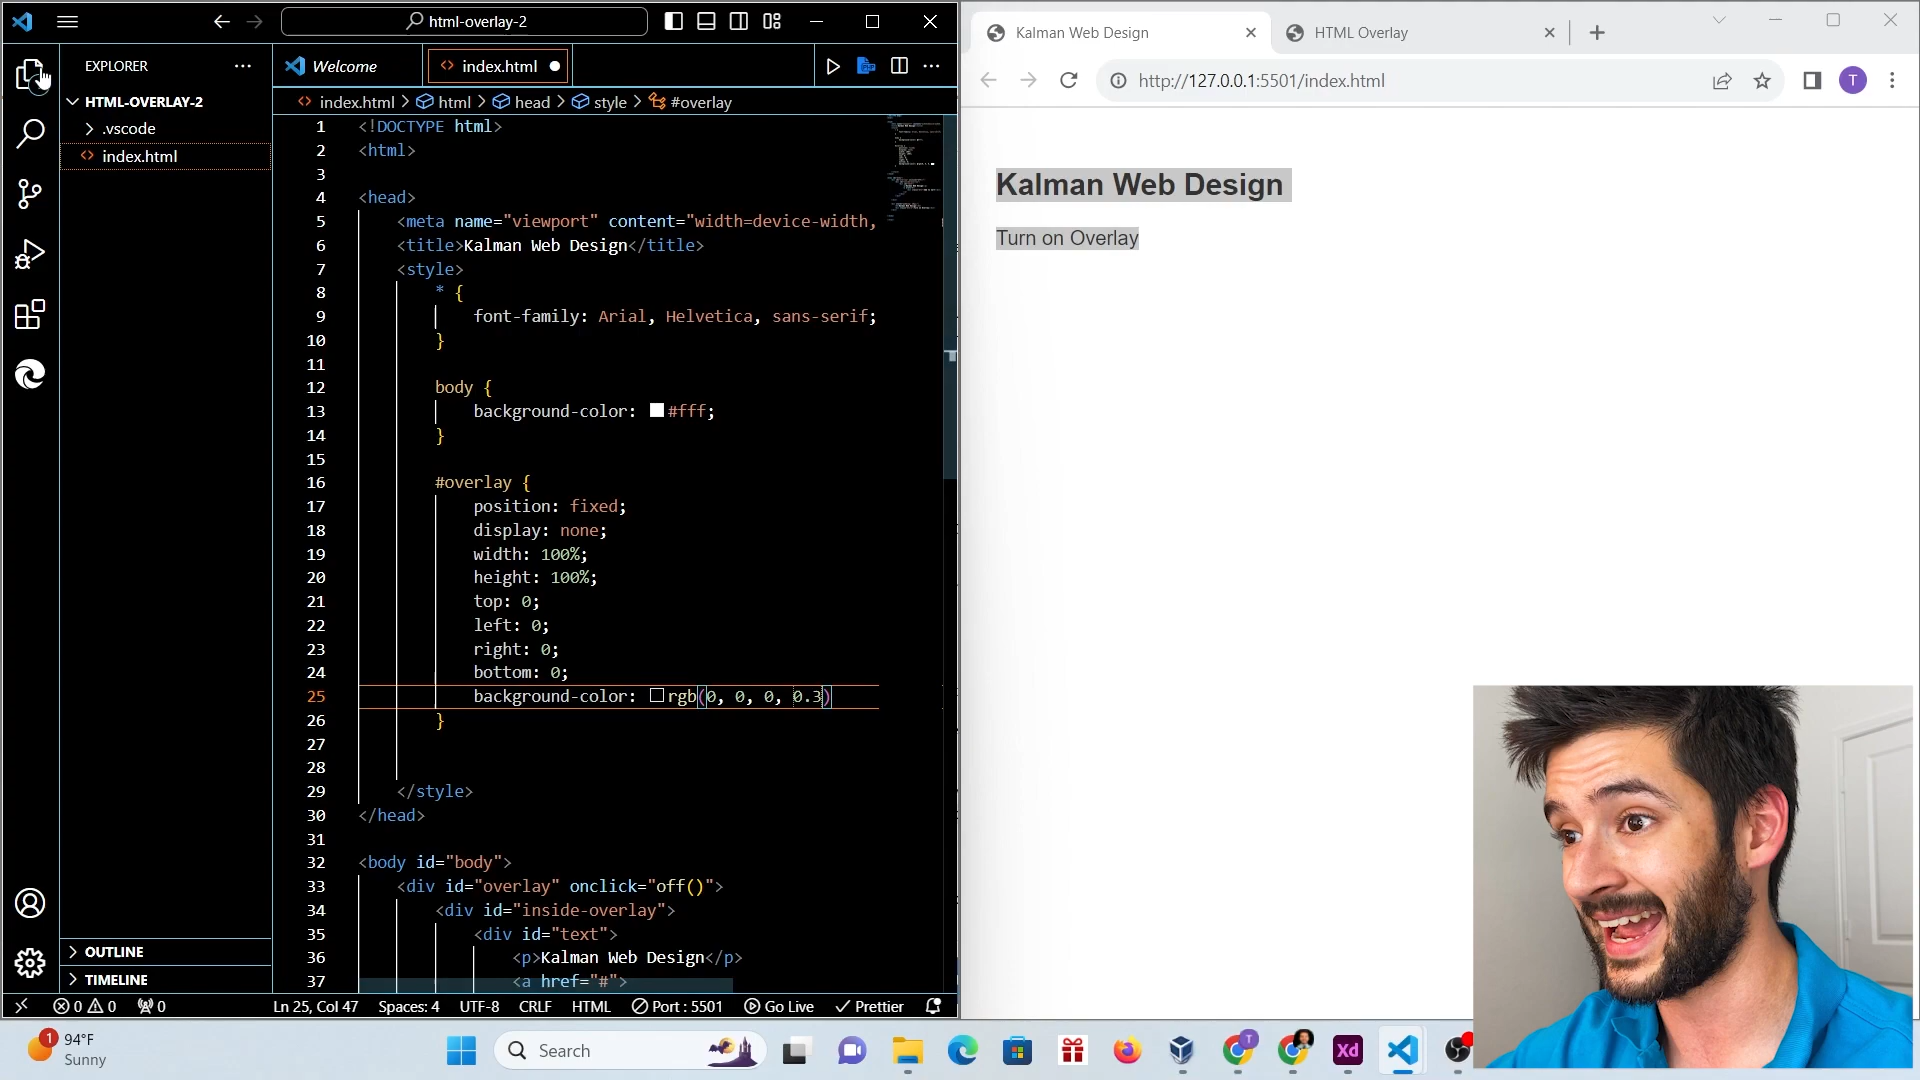 html-overlay-2
EXPLORER
HTML-OVERLAY-2
.vscode
index.html
OUTLINE
TIMELINE
Welcome
index.html
index.html > html > head > style > #overlay
1 <!DOCTYPE html>
2 <html>
3
4 <head>
5 <meta name="viewport" content="width=device-width,
6 <title>Kalman Web Design</title>
7 <style>
8 * {
9 font-family: Arial, Helvetica, sans-serif;
10 }
11
12 body {
13 background-color: #fff;
14 }
15
16 #overlay {
17 position: fixed;
18 display: none;
19 width: 100%;
20 height: 100%;
21 top: 0;
22 left: 0;
23 right: 0;
24 bottom: 0;
25 background-color: rgb(0, 0, 0, 0.3)
26 }
27
28
29 </style>
30 </head>
31
32 <body id="body">
33 <div id="overlay" onclick="off()">
34 <div id="inside-overlay">
35 <div id="text">
36 <p>Kalman Web Design</p>
37 <a href="#">
0 0 0 Ln 25, Col 47 Spaces: 4 UTF-8 CRLF HTML Port : 5501 Go Live Prettier
Kalman Web Design
HTML Overlay
http://127.0.0.1:5501/index.html
T
Kalman Web Design
Turn on Overlay
1
94°F
Sunny
Search
T
Xd